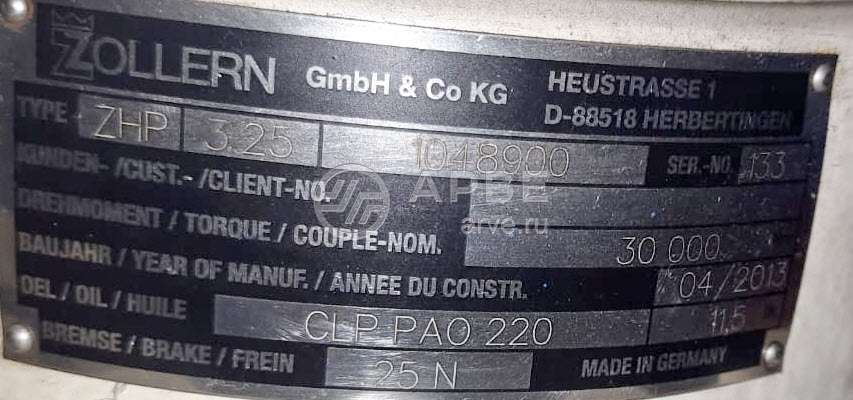 ZOLLERN GmbH & Co KG HEUSTRASSE 1
D-88518 HERBERTINGEN
TYPE ZHP 3.25 1048900 SER.-NO. 133
KUNDEN- /CUST.- /CLIENT-NO.
АРВЕ
arve.ru
DREHMOMENT / TORQUE / COUPLE-NOM. 30 000
BAUJAHR / YEAR OF MANUF. / ANNEE DU CONSTR. 04/2013
OEL / OIL / HUILE CLP PAO 220 11,5
BREMSE / BRAKE / FREIN 25 N MADE IN GERMANY